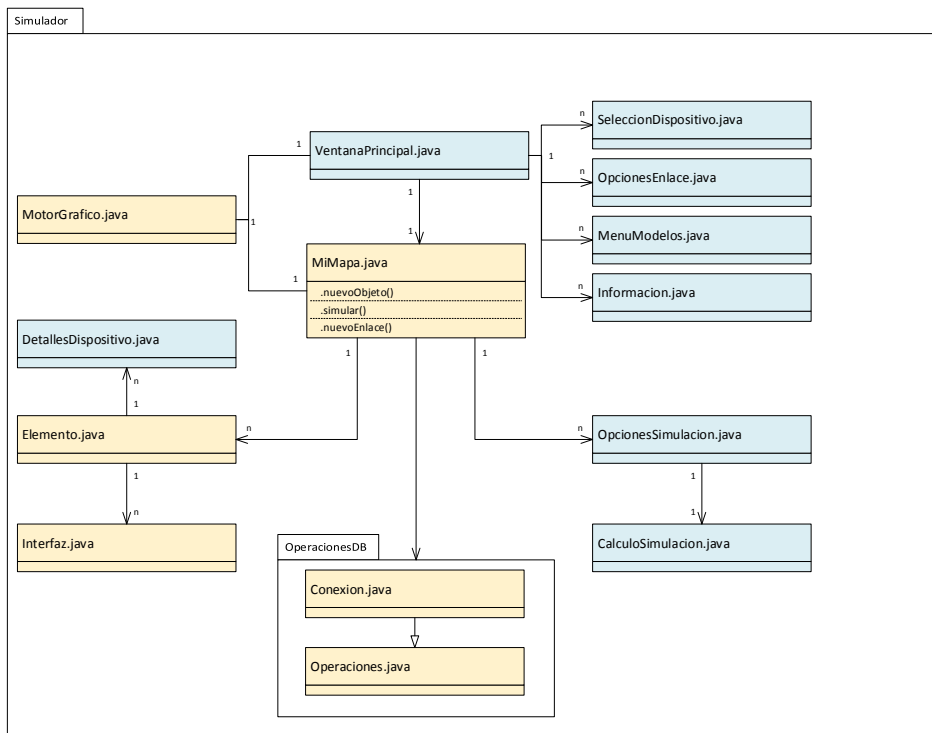 Simulador
SeleccionDispositivo.java
n
1
VentanaPrincipal.java
1
OpcionesEnlace.java
n
1
1
MotorGrafico.java
1
MenuModelos.java
n
1
MiMapa.java
.nuevoObjeto()
.simular()
.nuevoEnlace()
1
Informacion.java
n
DetallesDispositivo.java
n
1
1
1
Elemento.java
n
OpcionesSimulacion.java
n
1
n
1
1
Interfaz.java
OperacionesDB
Conexion.java
Operaciones.java
CalculoSimulacion.java